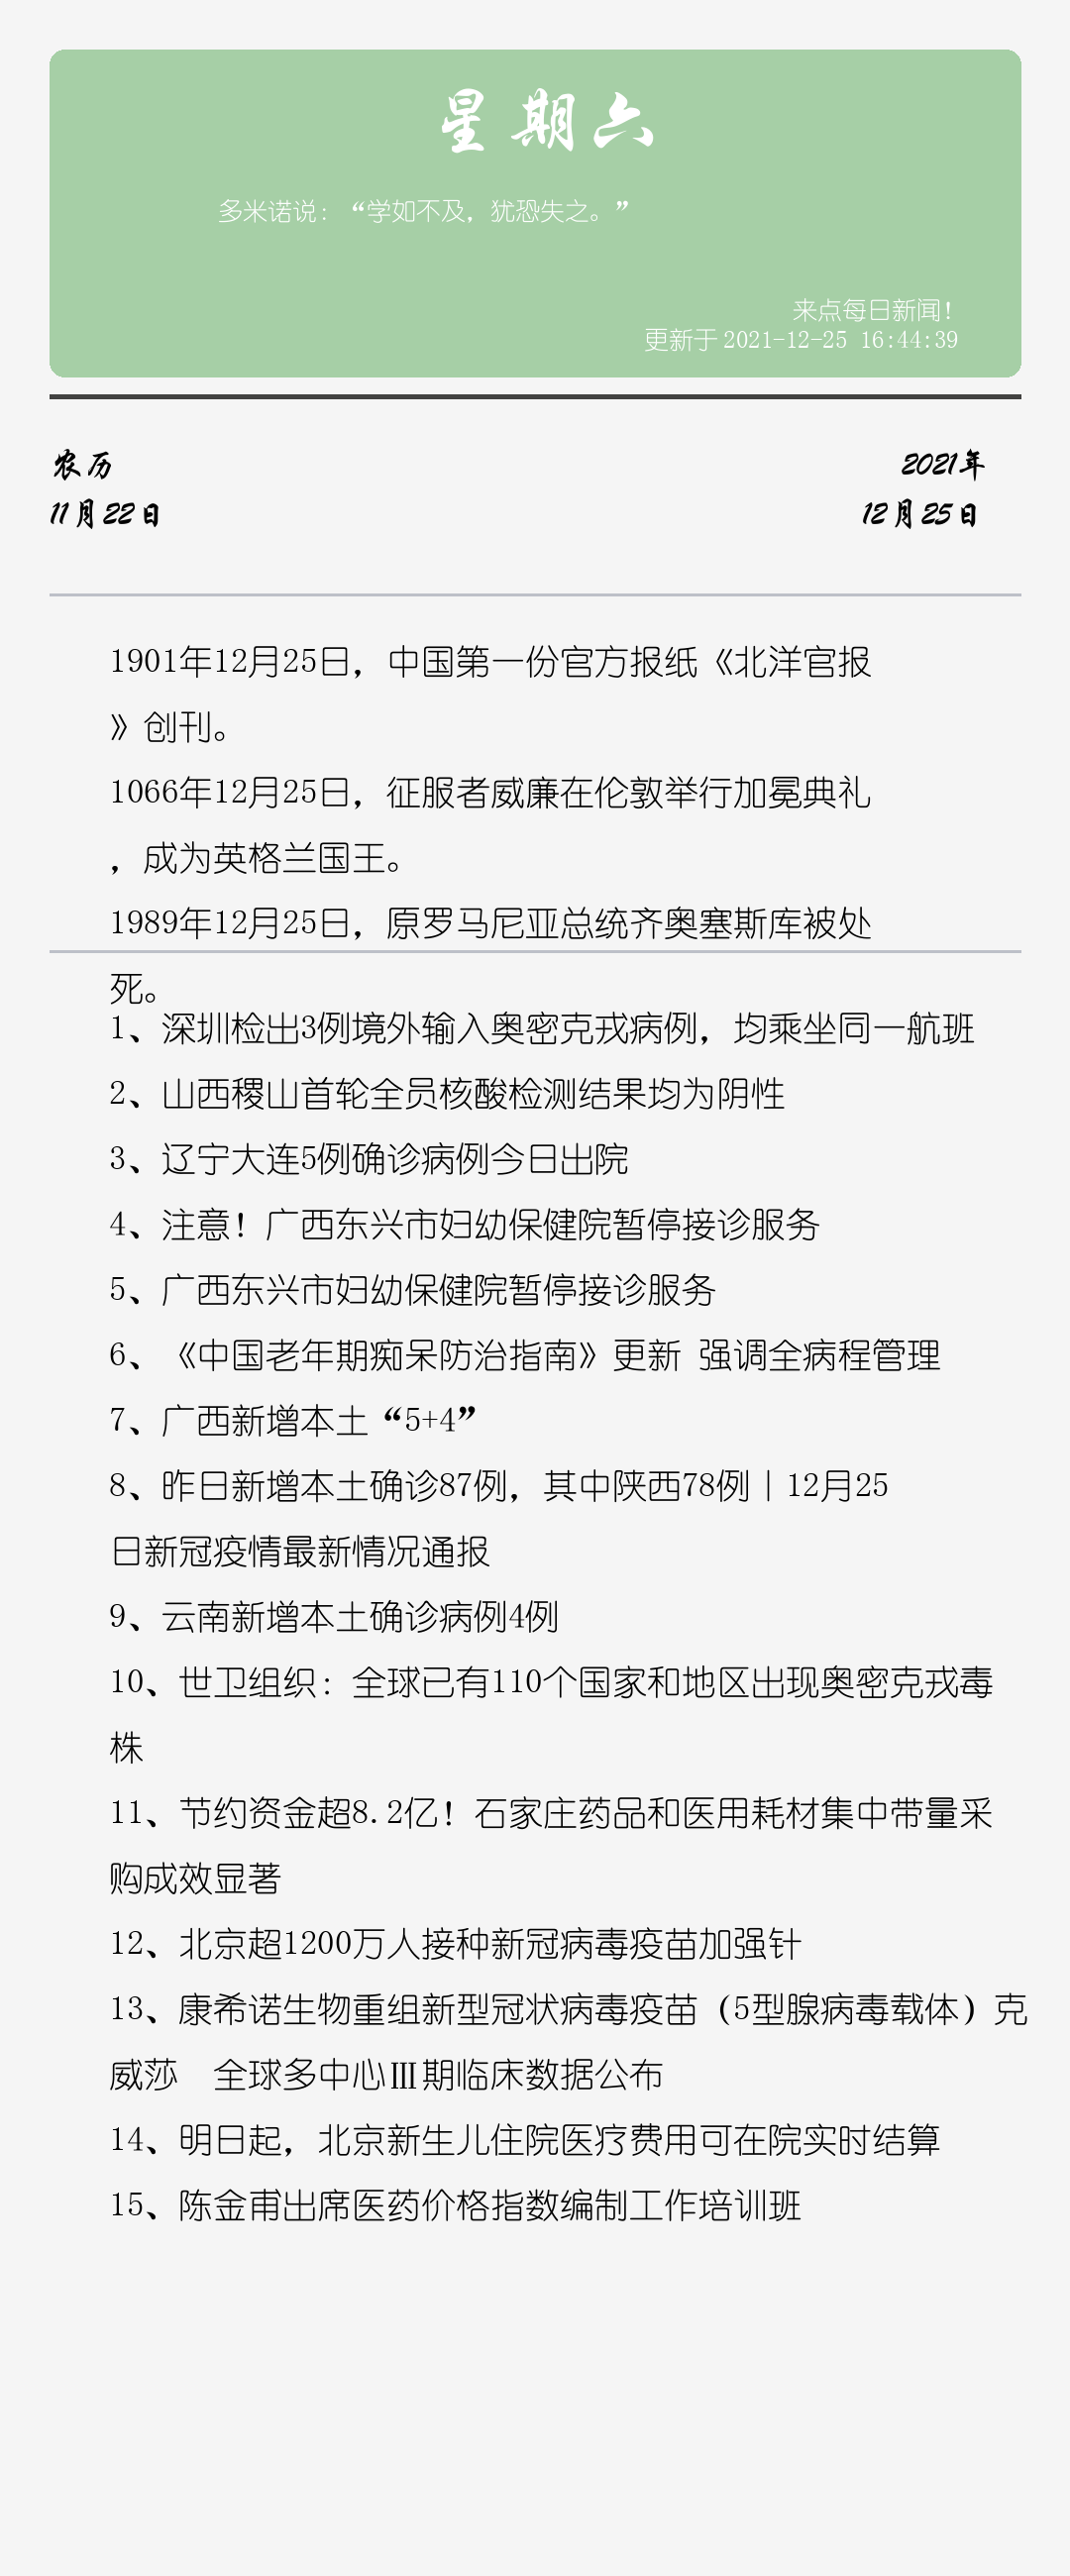 星期六
多米诺说：“学如不及，犹恐失之。”
来点每日新闻！
更新于 2021-12-25 16:44:39
农历
11月22日
2021年
12月25日
1901年12月25日，中国第一份官方报纸《北洋官报
》创刊。
1066年12月25日，征服者威廉在伦敦举行加冕典礼
，成为英格兰国王。
1989年12月25日，原罗马尼亚总统齐奥塞斯库被处
死。
1、深圳检出3例境外输入奥密克戎病例，均乘坐同一航班
2、山西稷山首轮全员核酸检测结果均为阴性
3、辽宁大连5例确诊病例今日出院
4、注意！广西东兴市妇幼保健院暂停接诊服务
5、广西东兴市妇幼保健院暂停接诊服务
6、《中国老年期痴呆防治指南》更新 强调全病程管理
7、广西新增本土“5+4”
8、昨日新增本土确诊87例，其中陕西78例｜12月25
日新冠疫情最新情况通报
9、云南新增本土确诊病例4例
10、世卫组织：全球已有110个国家和地区出现奥密克戎毒
株
11、节约资金超8.2亿！石家庄药品和医用耗材集中带量采
购成效显著
12、北京超1200万人接种新冠病毒疫苗加强针
13、康希诺生物重组新型冠状病毒疫苗（5型腺病毒载体）克
威莎　全球多中心Ⅲ期临床数据公布
14、明日起，北京新生儿住院医疗费用可在院实时结算
15、陈金甫出席医药价格指数编制工作培训班